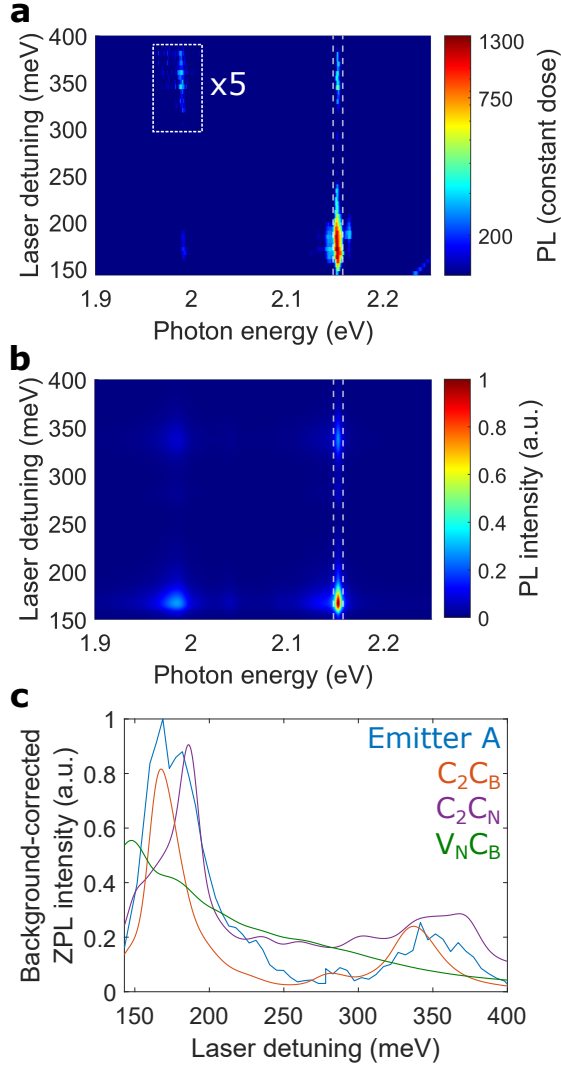 a
400
350
300
250
200
150
Laser detuning (meV)
x5
1.9
2
2.1
2.2
Photon energy (eV)
1300
750
200
PL (constant dose)
b
400
350
300
250
200
150
Laser detuning (meV)
1.9
2
2.1
2.2
Photon energy (eV)
1
0.8
0.6
0.4
0.2
0
PL intensity (a.u.)
c
1
0.8
0.6
0.4
0.2
0
Background-corrected
ZPL intensity (a.u.)
Emitter A
C₂C_B
C₂C_N
V_NC_B
150
200
250
300
350
400
Laser detuning (meV)